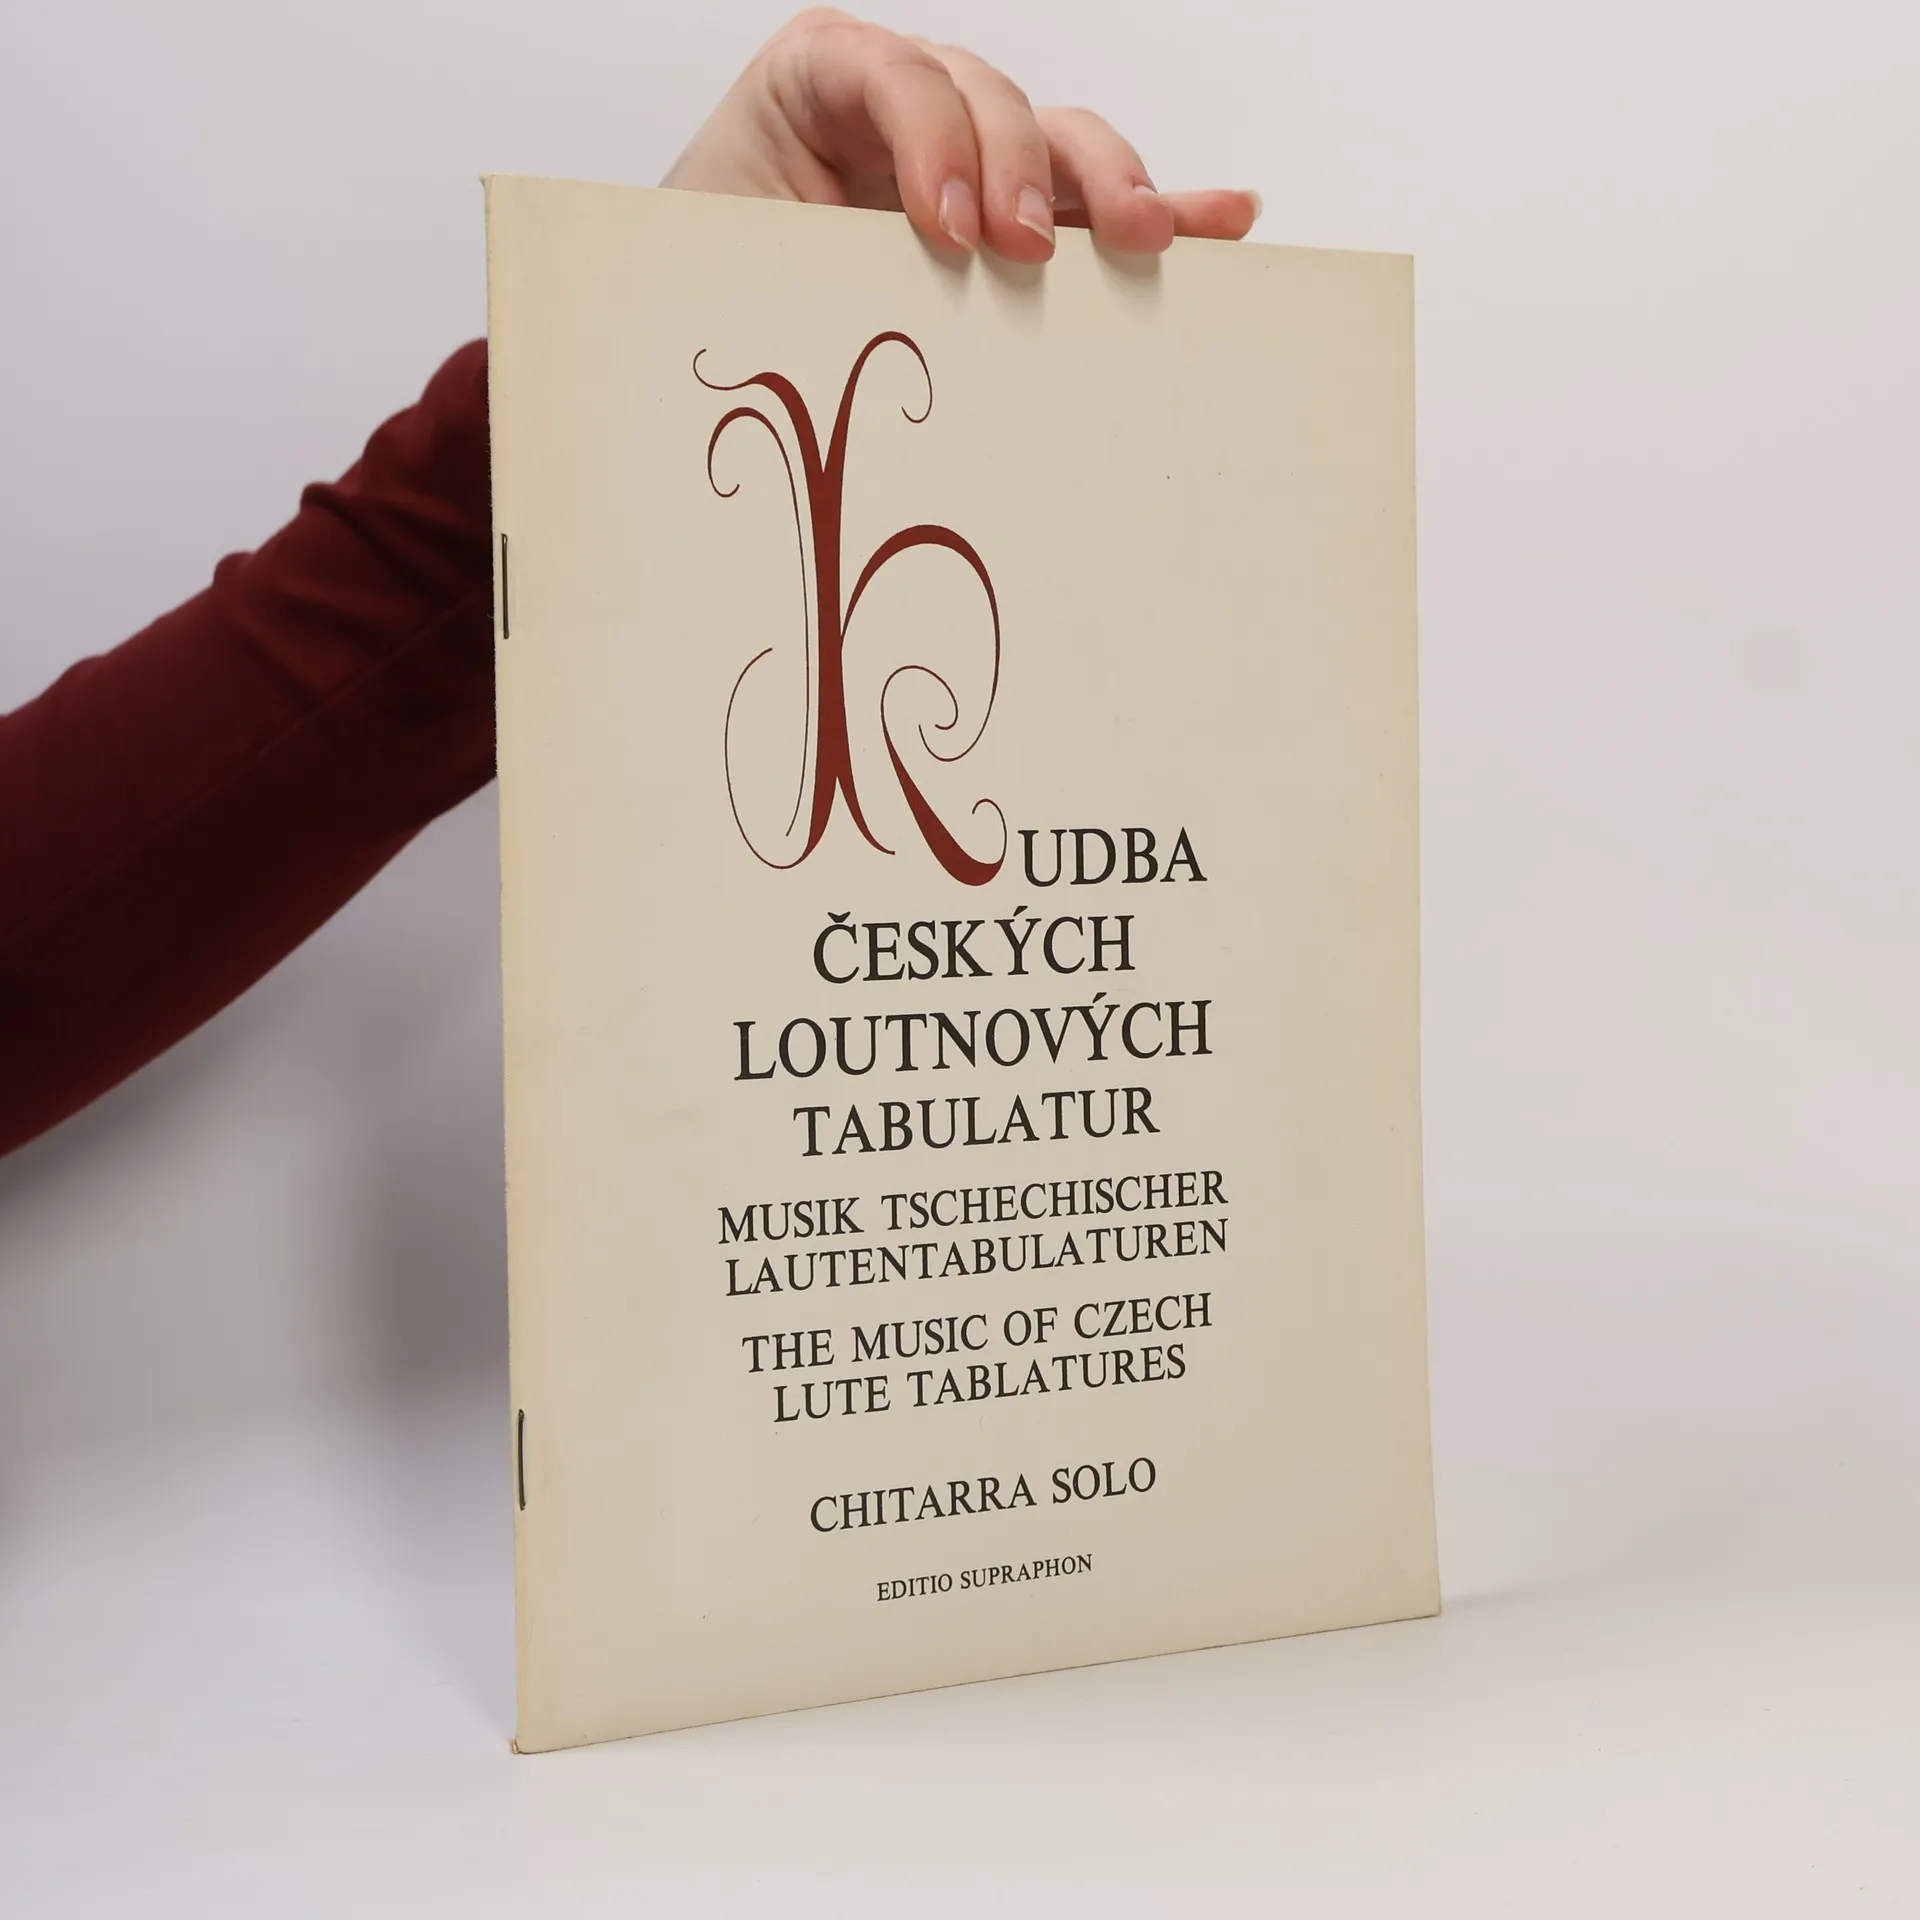 HUDBA
ČESKÝCH
LOUTNOVÝCH
TABULATUR
MUSIK TSCHECHISCHER
LAUTENTABULATUREN
THE MUSIC OF CZECH
LUTE TABLATURES
CHITARRA SOLO
EDITIO SUPRAPHON